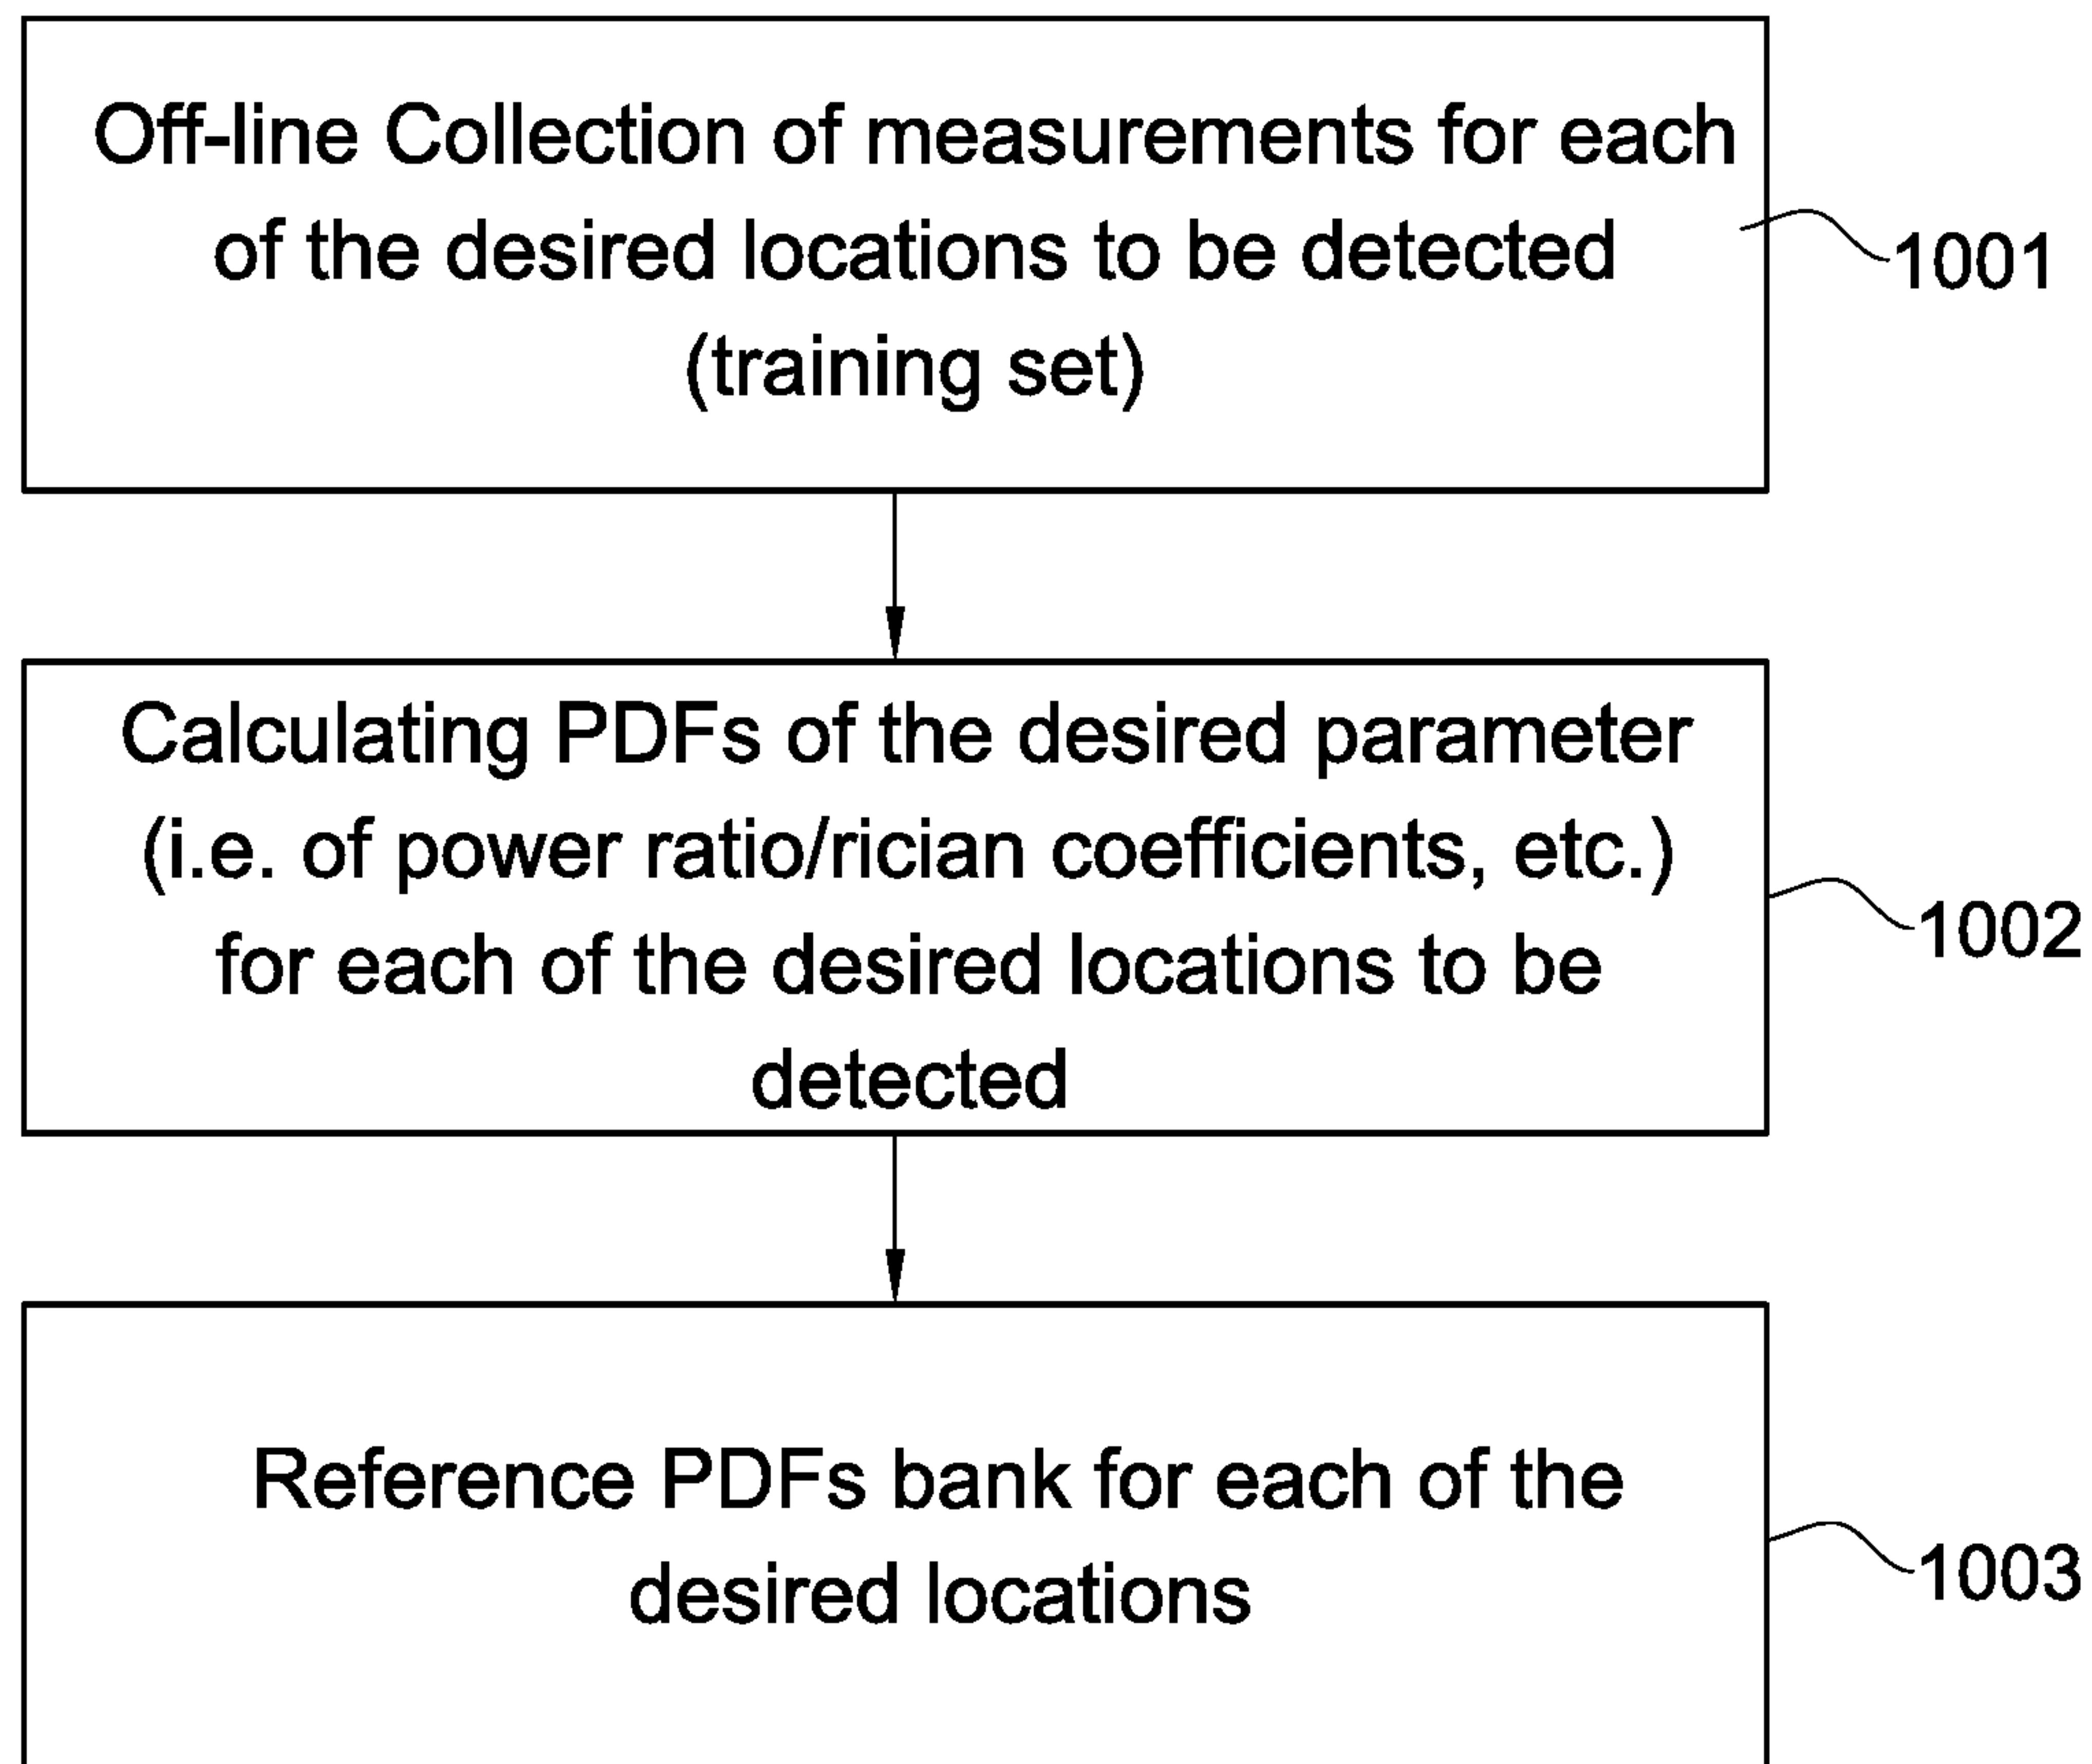 Off-line Collection of measurements for each
of the desired locations to be detected
(training set)
1001
Calculating PDFs of the desired parameter
(i.e. of power ratio/rician coefficients, etc.)
for each of the desired locations to be
detected
1002
Reference PDFs bank for each of the
desired locations
1003